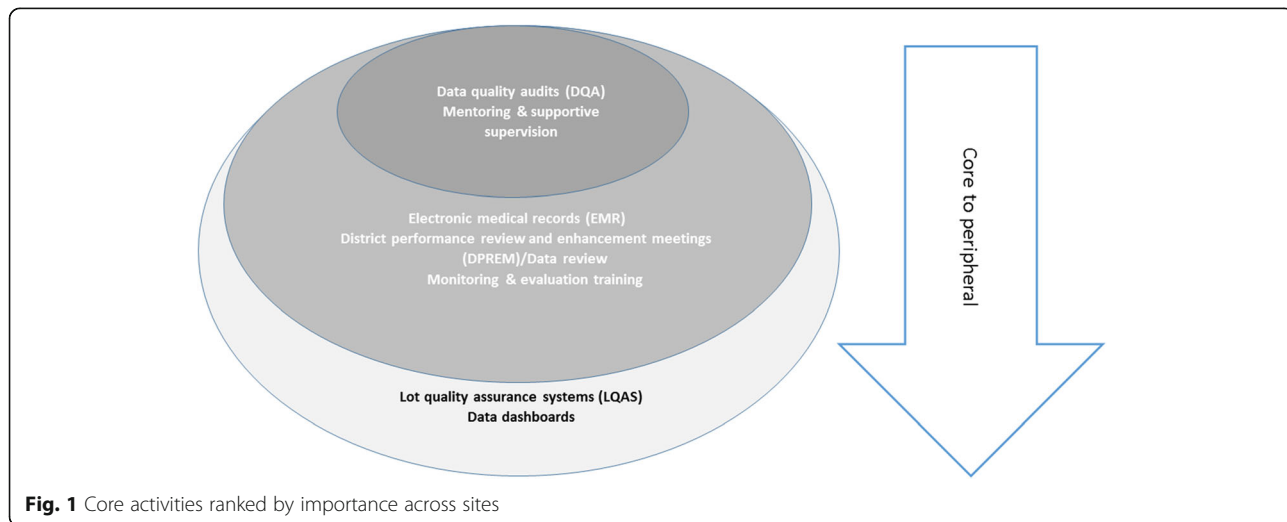 Data quality audits (DQA)
Mentoring & supportive
supervision
Electronic medical records (EMR)
District performance review and enhancement meetings
(DPREM)/Data review
Monitoring & evaluation training
Lot quality assurance systems (LQAS)
Data dashboards
Core to peripheral
Fig. 1 Core activities ranked by importance across sites